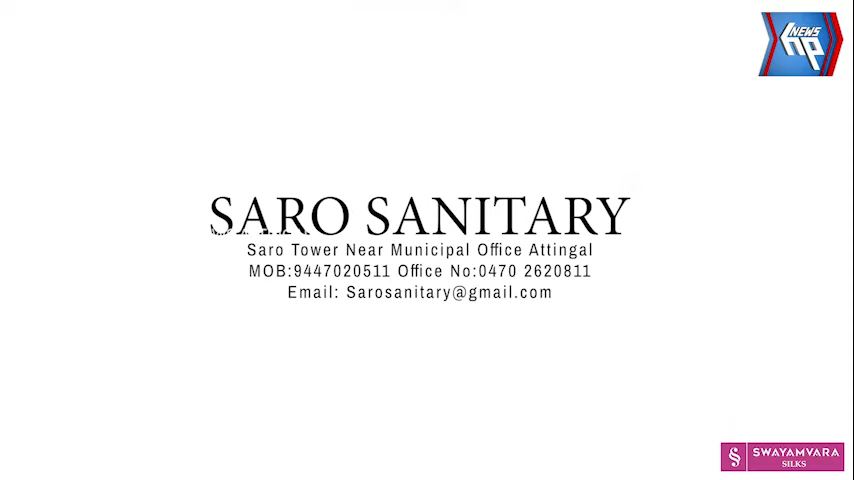 NEWS
np
SARO SANITARY
Saro Tower Near Municipal Office Attingal
MOB:9447020511 Office No:0470 2620811
Email: Sarosanitary@gmail.com
SWAYAMVARA
SILKS